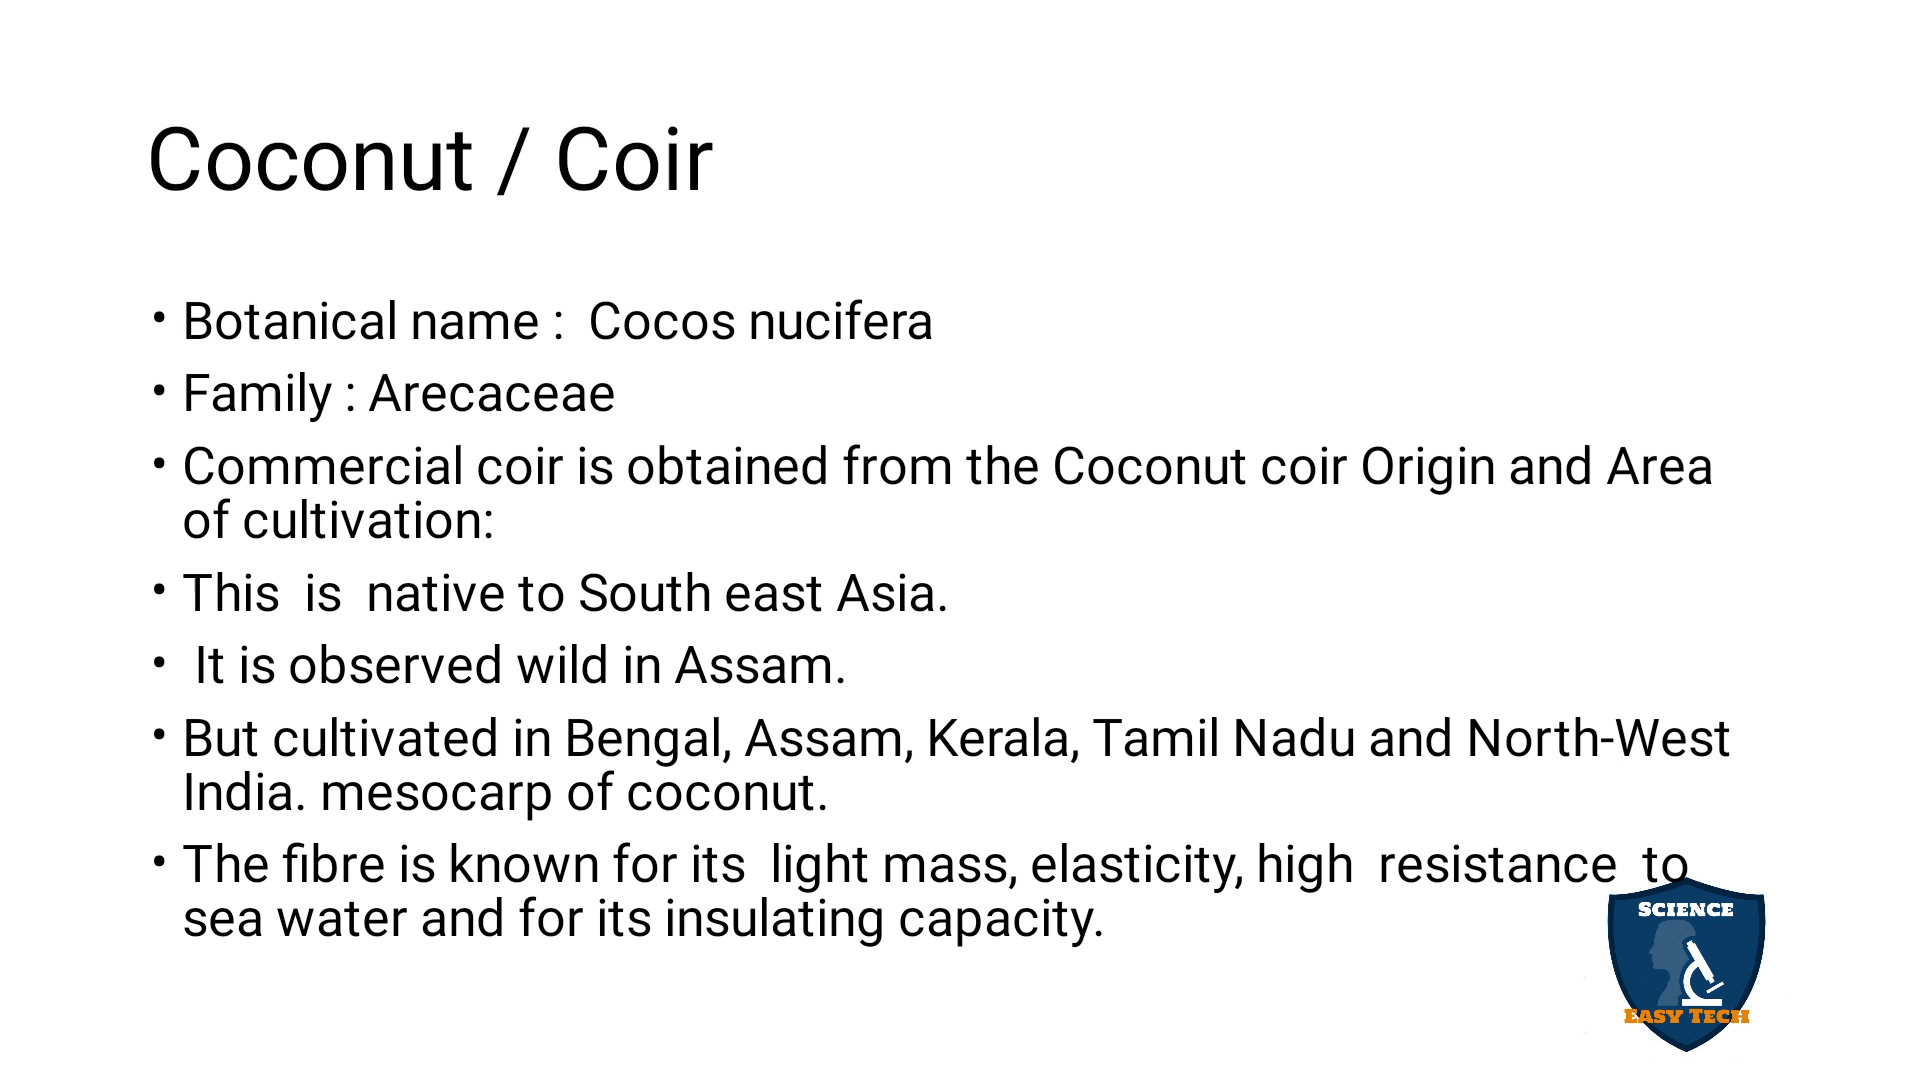 Coconut / Coir
• Botanical name :  Cocos nucifera
• Family : Arecaceae
• Commercial coir is obtained from the Coconut coir Origin and Area
of cultivation:
• This  is  native to South east Asia.
•  It is observed wild in Assam.
• But cultivated in Bengal, Assam, Kerala, Tamil Nadu and North-West
India. mesocarp of coconut.
• The fibre is known for its  light mass, elasticity, high  resistance  to
sea water and for its insulating capacity.
SCIENCE
EASY TECH